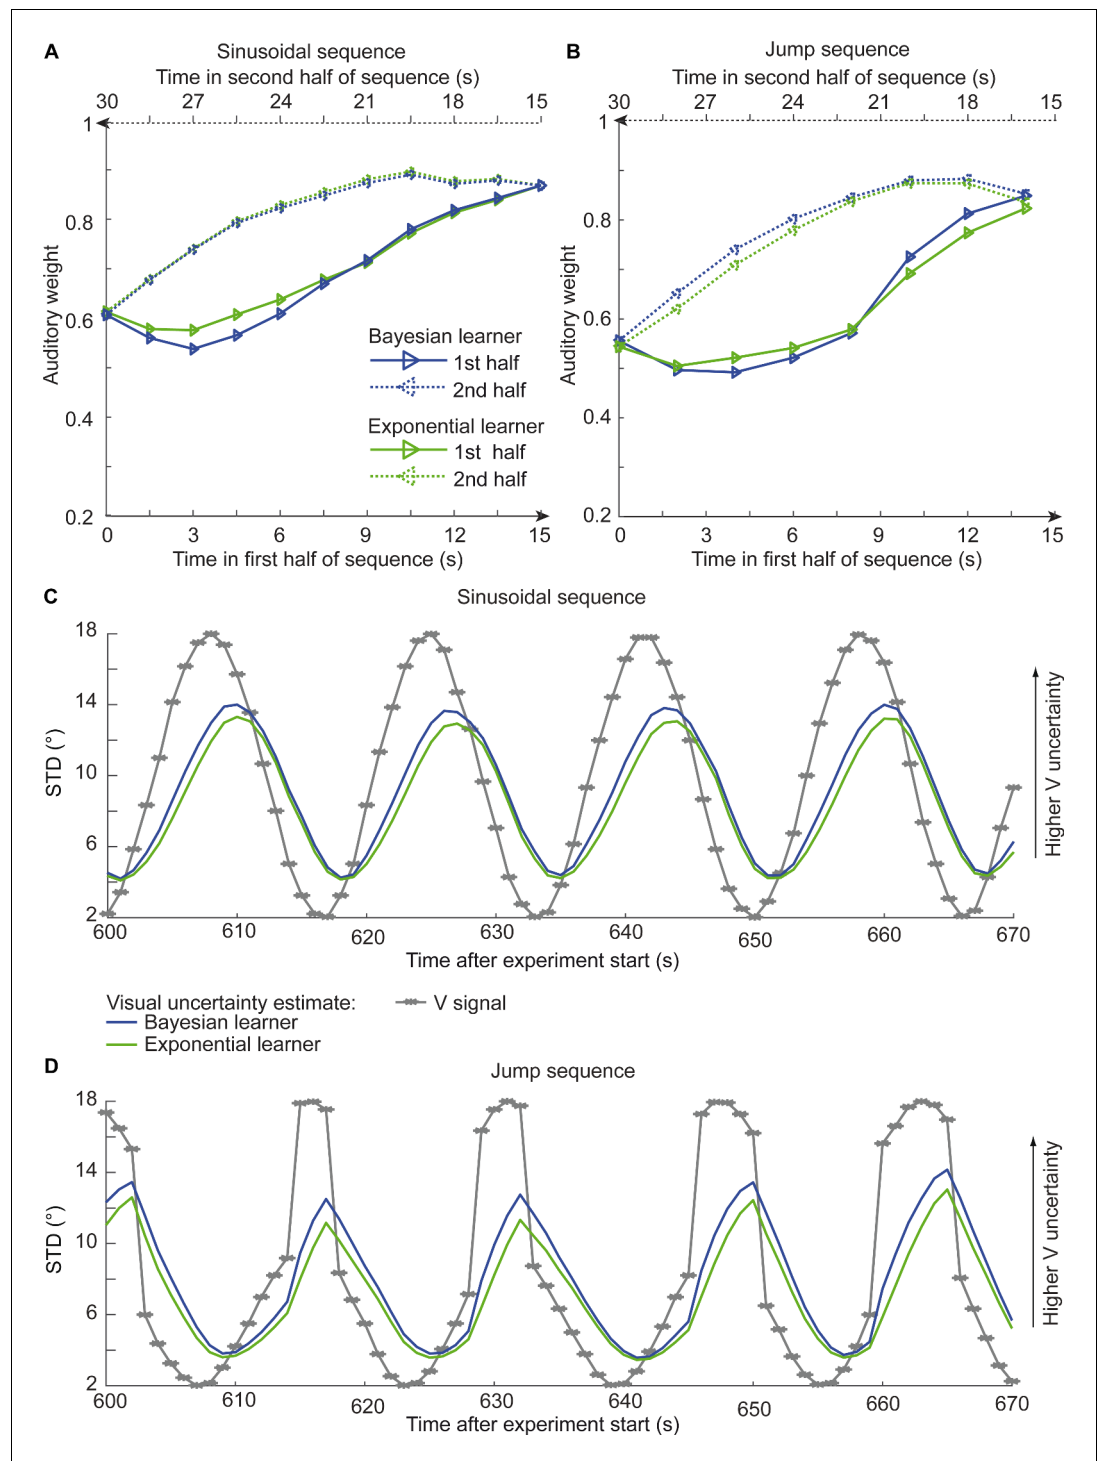 A
Sinusoidal sequence
Time in second half of sequence (s)
30 27 24 21 18 15
1
0.8
0.6
0.4
0.2
Auditory weight
Bayesian learner
1st half
2nd half
Exponential learner
1st half
2nd half
0 3 6 9 12 15
Time in first half of sequence (s)
B
Jump sequence
Time in second half of sequence (s)
30 27 24 21 18 15
1
0.8
0.6
0.4
0.2
Auditory weight
0 3 6 9 12 15
Time in first half of sequence (s)
C
Sinusoidal sequence
18
14
10
6
2
STD (°)
Higher V uncertainty
600 610 620 630 640 650 660 670
Time after experiment start (s)
Visual uncertainty estimate: V signal
Bayesian learner
Exponential learner
D
Jump sequence
18
14
10
6
2
STD (°)
Higher V uncertainty
600 610 620 630 640 650 660 670
Time after experiment start (s)